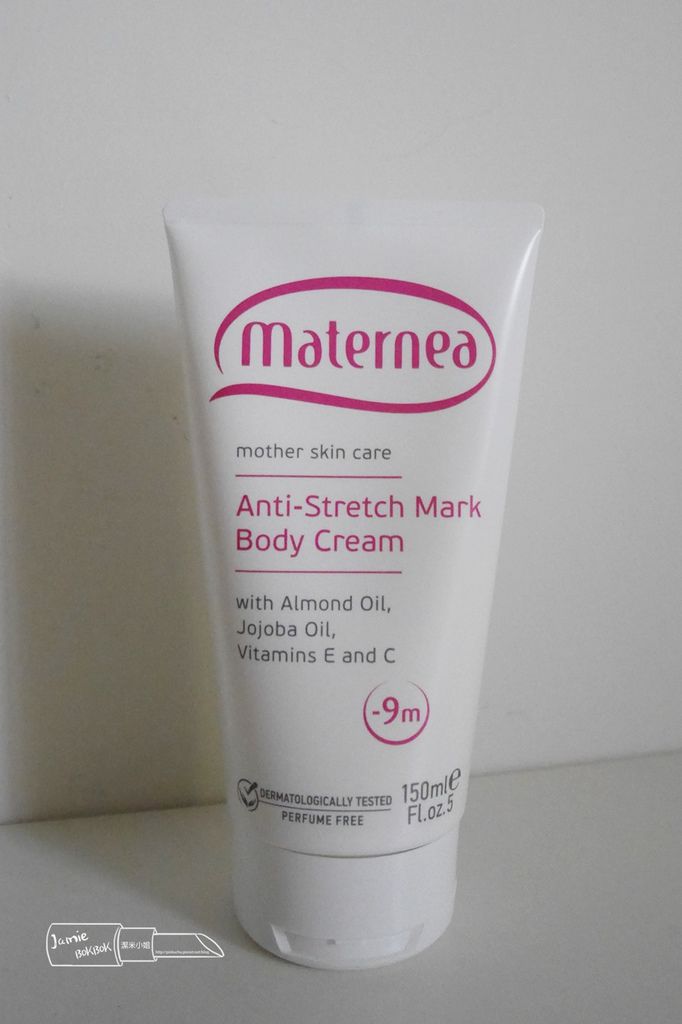 Maternea
mother skin care
Anti-Stretch Mark
Body Cream
with Almond Oil,
Jojoba Oil,
Vitamins E and C
-9m
DERMATOLOGICALLY TESTED
PERFUME FREE
150ml e
Fl.oz.5
Jamie
BOKBOK
潔米小姐